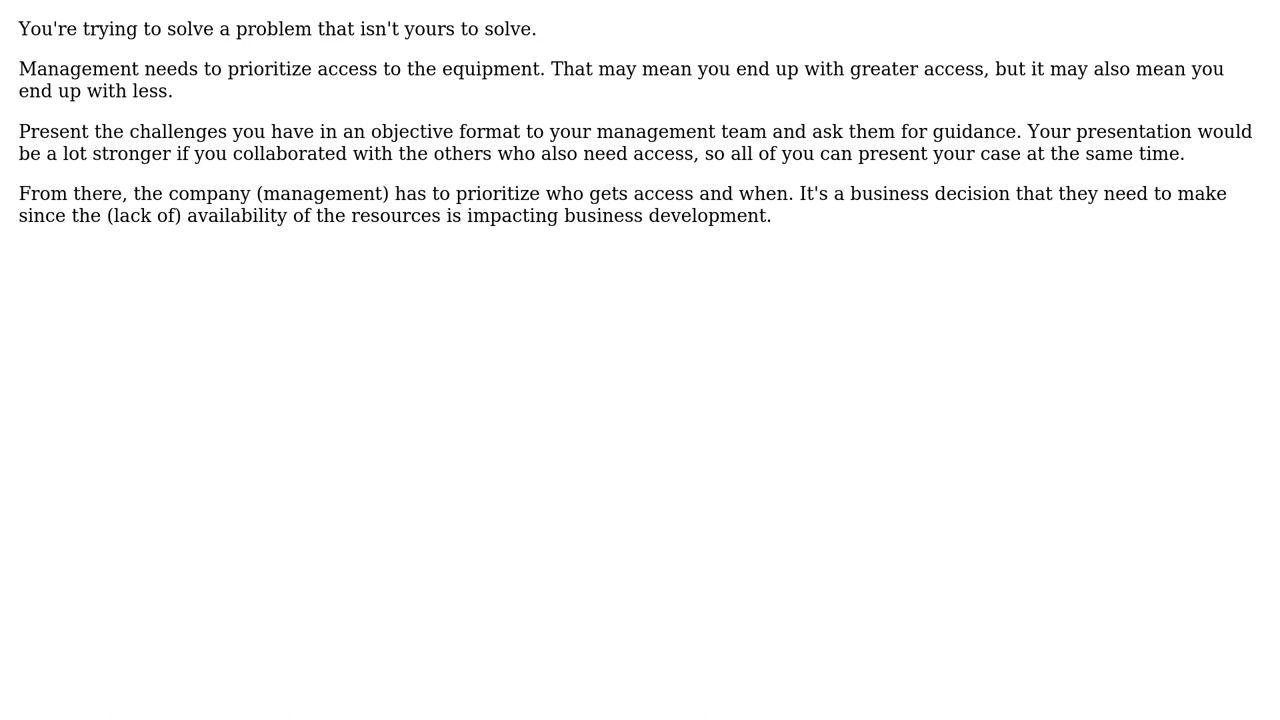 You're trying to solve a problem that isn't yours to solve.
Management needs to prioritize access to the equipment. That may mean you end up with greater access, but it may also mean you
end up with less.
Present the challenges you have in an objective format to your management team and ask them for guidance. Your presentation would
be a lot stronger if you collaborated with the others who also need access, so all of you can present your case at the same time.
From there, the company (management) has to prioritize who gets access and when. It's a business decision that they need to make
since the (lack of) availability of the resources is impacting business development.